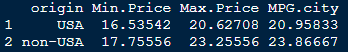 origin Min.Price Max.Price MPG.city
1 USA 16.53542 20.62708 20.95833
2 non-USA 17.75556 23.25556 23.86667